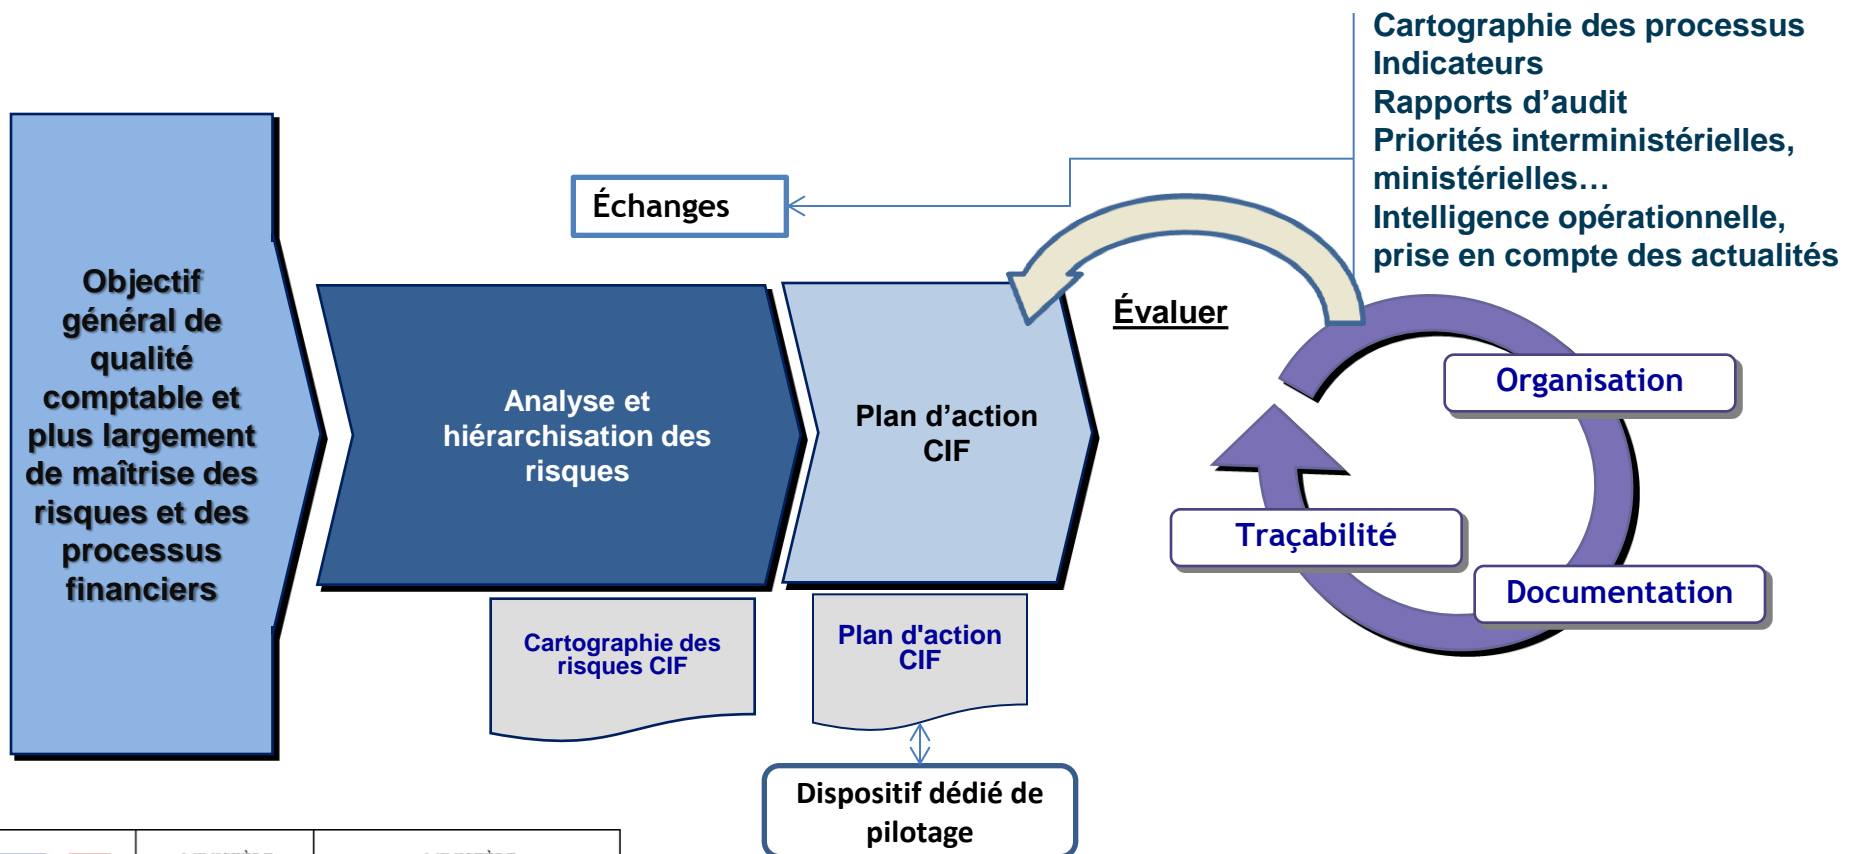 Cartographie des processus
Indicateurs
Rapports d’audit
Priorités interministérielles,
ministérielles…
Intelligence opérationnelle,
prise en compte des actualités
Échanges
Objectif
général de
qualité
comptable et
plus largement
de maîtrise des
risques et des
processus
financiers
Analyse et
hiérarchisation des
risques
Plan d’action
CIF
Évaluer
Organisation
Traçabilité
Documentation
Cartographie des
risques CIF
Plan d'action
CIF
Dispositif dédié de
pilotage